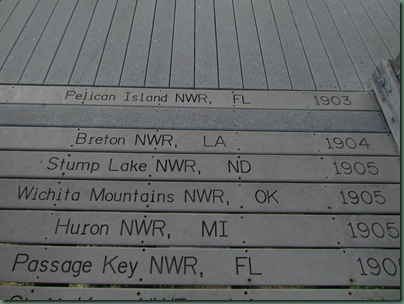 Pelican Island NWR, FL 1903
Breton NWR, LA 1904
Stump Lake NWR, ND 1905
Wichita Mountains NWR, OK 1905
Huron NWR, MI 1905
Passage Key NWR, FL 190